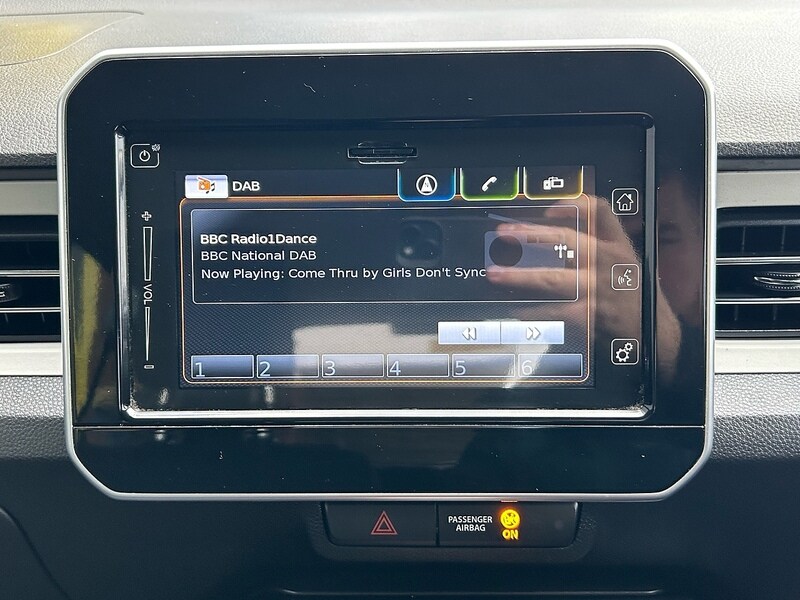 DAB
BBC Radio1Dance
BBC National DAB
Now Playing: Come Thru by Girls Don't Sync
+
VOL
-
1 2 3 4 5 6
PASSENGER
AIRBAG
ON